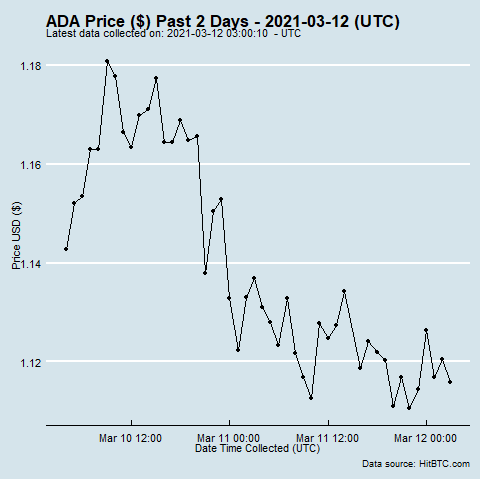 ADA Price ($) Past 2 Days - 2021-03-12 (UTC)
Latest data collected on: 2021-03-12 03:00:10  - UTC
1.18
1.16
1.14
1.12
Price USD ($)
Mar 10 12:00 Mar 11 00:00 Mar 11 12:00 Mar 12 00:00
Date Time Collected (UTC)
Data source: HitBTC.com